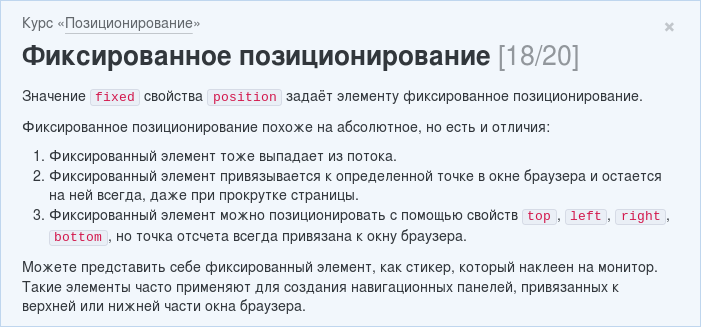 Курс «Позиционирование»
×
Фиксированное позиционирование [18/20]
Значение fixed свойства position задаёт элементу фиксированное позиционирование.
Фиксированное позиционирование похоже на абсолютное, но есть и отличия:
1. Фиксированный элемент тоже выпадает из потока.
2. Фиксированный элемент привязывается к определенной точке в окне браузера и остается
на ней всегда, даже при прокрутке страницы.
3. Фиксированный элемент можно позиционировать с помощью свойств top, left, right,
bottom, но точка отсчета всегда привязана к окну браузера.
Можете представить себе фиксированный элемент, как стикер, который наклеен на монитор.
Такие элементы часто применяют для создания навигационных панелей, привязанных к
верхней или нижней части окна браузера.